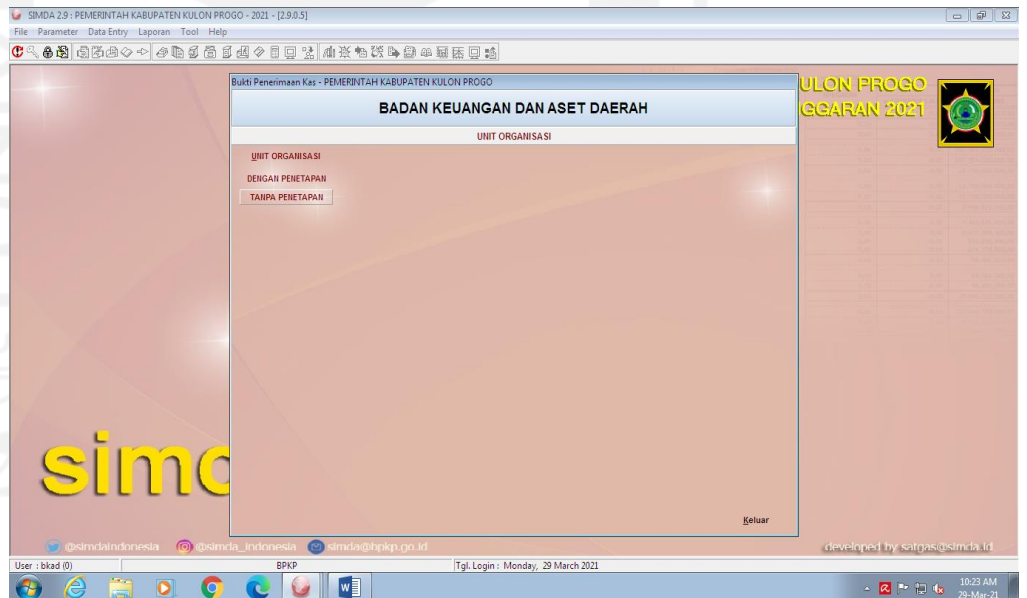 SIMDA 2.9 : PEMERINTAH KABUPATEN KULON PROGO - 2021 - [2.9.0.5]
File Parameter Data Entry Laporan Tool Help
Bukti Penerimaan Kas - PEMERINTAH KABUPATEN KULON PROGO
ULON PROGO
GGARAN 2021
BADAN KEUANGAN DAN ASET DAERAH
UNIT ORGANISASI
UNIT ORGANISASI
DENGAN PENETAPAN
TANPA PENETAPAN
simd
Keluar
@simdaindonesia @simda_indonesia simda@bpkp.go.id developed by satgas@simda.id
User : bkad (0) BPKP Tgl. Login : Monday, 29 March 2021
10:23 AM
29-Mar-21